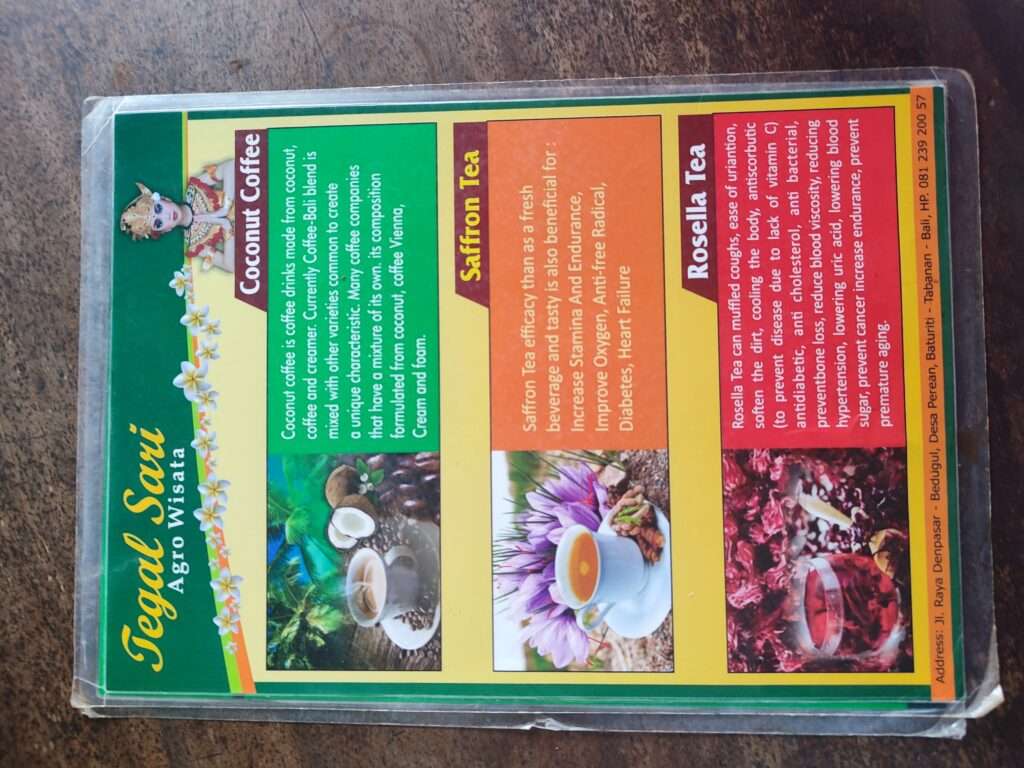 Tegal Sari
Agro Wisata
Coconut Coffee
Coconut coffee is coffee drinks made from coconut,
coffee and creamer. Currently Coffee-Bali blend is
mixed with other varieties common to create
a unique characteristic. Many coffee companies
that have a mixture of its own. its composition
formulated from coconut, coffee Vienna,
Cream and foam.
Saffron Tea
Saffron Tea efficacy than as a fresh
beverage and tasty is also beneficial for :
Increase Stamina And Endurance,
Improve Oxygen, Anti-free Radical,
Diabetes, Heart Failure
Rosella Tea
Rosella Tea can muffled coughs, ease of uriantion,
soften the dirt, cooling the body, antiscorbutic
(to prevent disease due to lack of vitamin C)
antidiabetic, anti cholesterol, anti bacterial,
preventbone loss, reduce blood viscosity, reducing
hypertension, lowering uric acid, lowering blood
sugar, prevent cancer increase endurance, prevent
premature aging.
Address: Jl. Raya Denpasar - Bedugul, Desa Perean, Baturiti - Tabanan - Bali, HP. 081 239 200 57